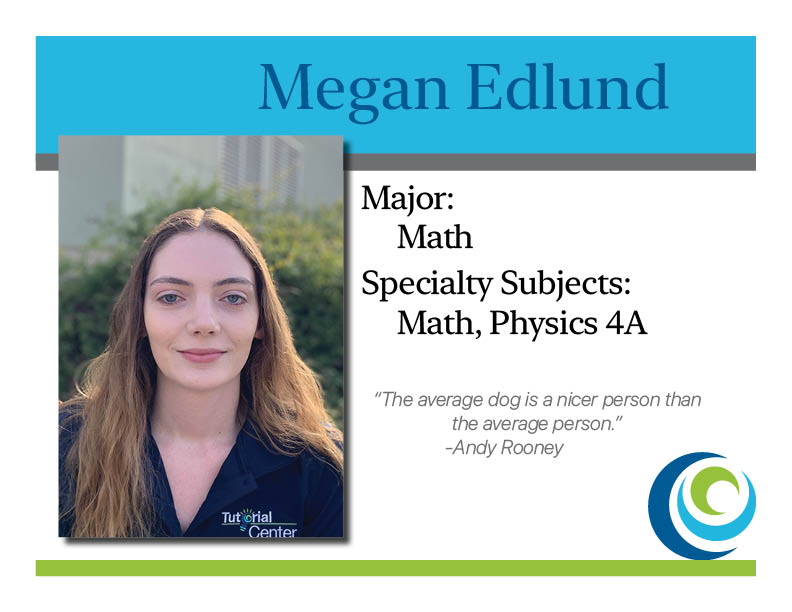 Megan Edlund
Major:
Math
Specialty Subjects:
Math, Physics 4A
"The average dog is a nicer person than
the average person."
-Andy Rooney
Tutorial
Center